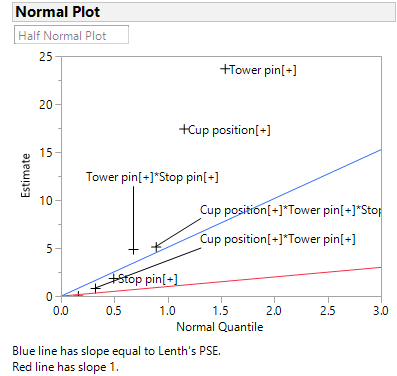 Normal Plot
Half Normal Plot
25
20
15
10
5
0
Estimate
Tower pin[+]
Cup position[+]
Tower pin[+]*Stop pin[+]
Cup position[+]*Tower pin[+]*Stop
Cup position[+]*Tower pin[+]
Stop pin[+]
0.0 0.5 1.0 1.5 2.0 2.5 3.0
Normal Quantile
Blue line has slope equal to Lenth's PSE.
Red line has slope 1.